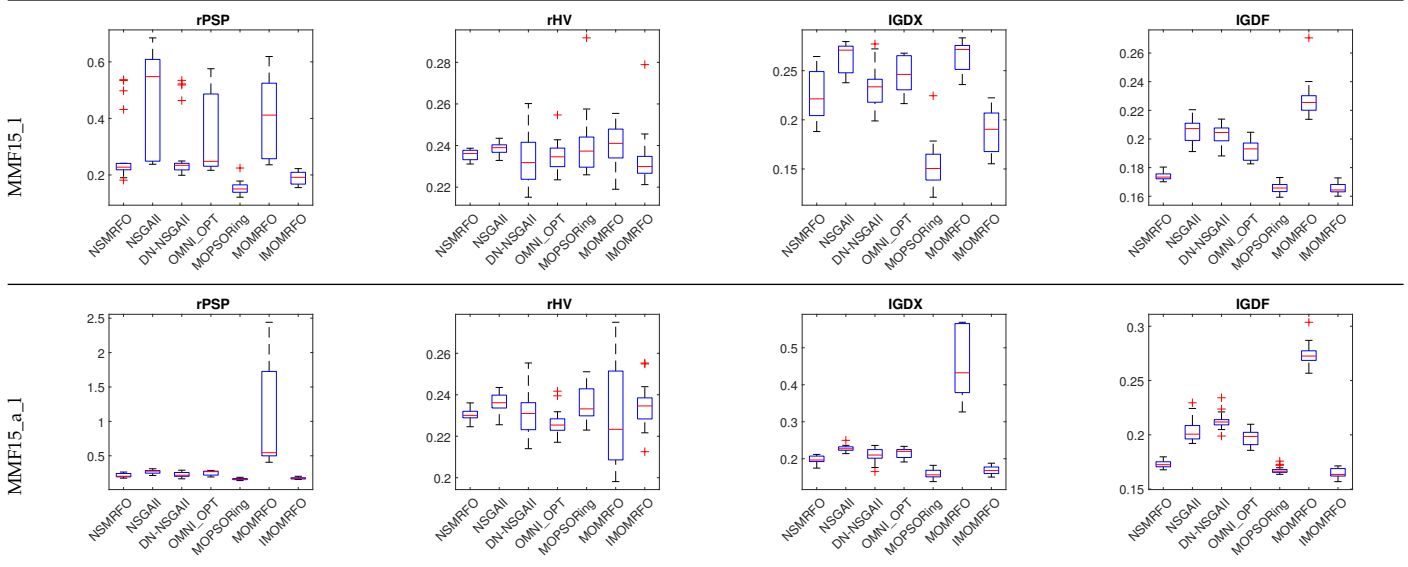 rPSP rHV IGDX IGDF
MMF15_l
0.6 0.4 0.2
NSMRFO NSGAII DN-NSGAII OMNI_OPT MOPSORing MOMRFO IMOMRFO
0.28 0.26 0.24 0.22
NSMRFO NSGAII DN-NSGAII OMNI_OPT MOPSORing MOMRFO IMOMRFO
0.25 0.2 0.15
NSMRFO NSGAII DN-NSGAII OMNI_OPT MOPSORing MOMRFO IMOMRFO
0.26 0.24 0.22 0.2 0.18 0.16
NSMRFO NSGAII DN-NSGAII OMNI_OPT MOPSORing MOMRFO IMOMRFO
rPSP rHV IGDX IGDF
MMF15_a_l
2.5 2 1.5 1 0.5
NSMRFO NSGAII DN-NSGAII OMNI_OPT MOPSORing MOMRFO IMOMRFO
0.26 0.24 0.22 0.2
NSMRFO NSGAII DN-NSGAII OMNI_OPT MOPSORing MOMRFO IMOMRFO
0.5 0.4 0.3 0.2
NSMRFO NSGAII DN-NSGAII OMNI_OPT MOPSORing MOMRFO IMOMRFO
0.3 0.25 0.2 0.15
NSMRFO NSGAII DN-NSGAII OMNI_OPT MOPSORing MOMRFO IMOMRFO